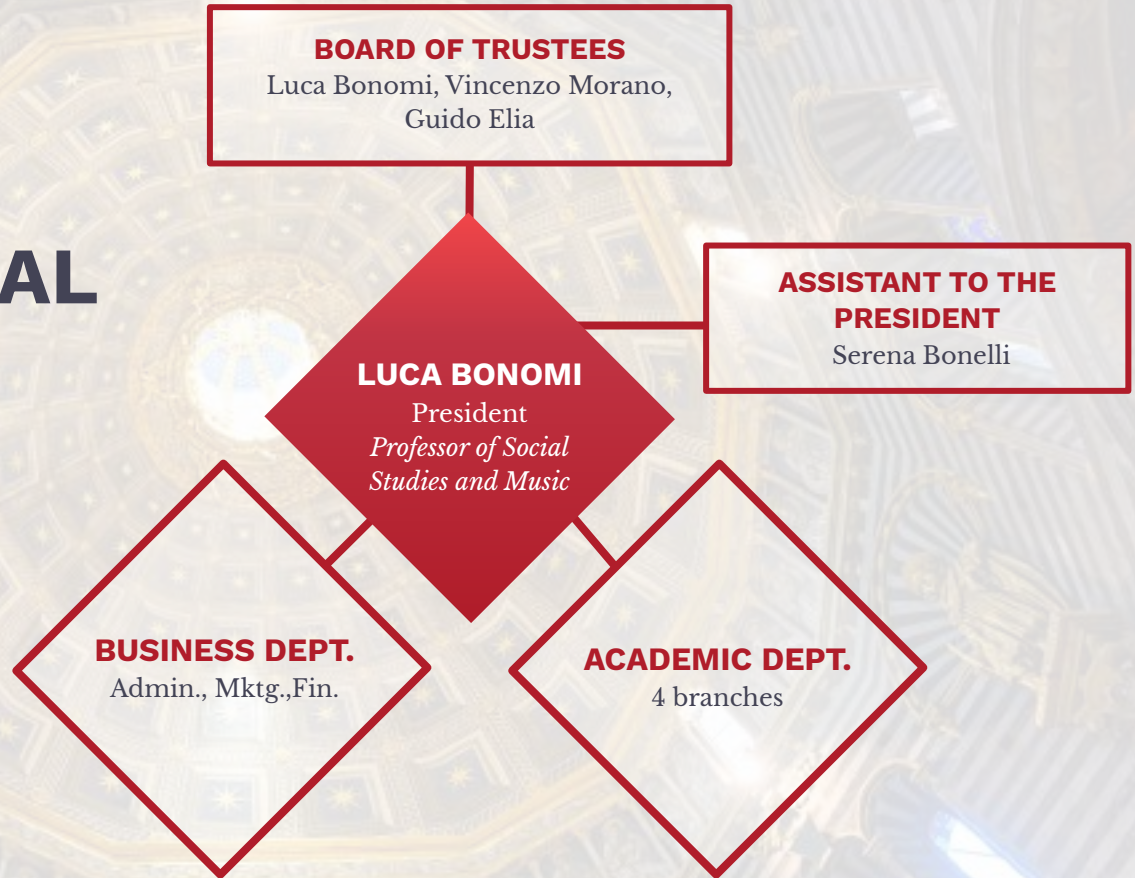 BOARD OF TRUSTEES
Luca Bonomi, Vincenzo Morano,
Guido Elia
AL
ASSISTANT TO THE
PRESIDENT
Serena Bonelli
LUCA BONOMI
President
Professor of Social
Studies and Music
BUSINESS DEPT.
Admin., Mktg.,Fin.
ACADEMIC DEPT.
4 branches